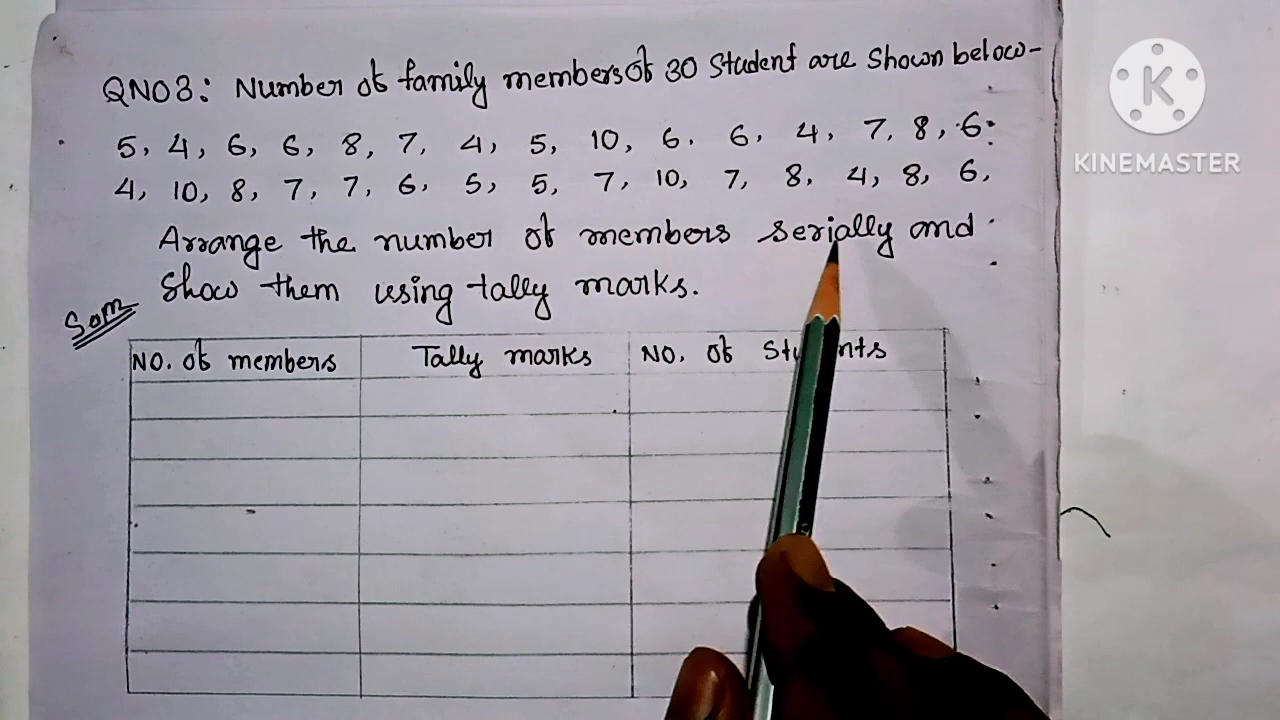 QNO3: Number of family members of 30 Student are shown below-
5, 4, 6, 6, 8, 7, 4, 5, 10, 6, 6, 4, 7, 8, 6.
4, 10, 8, 7, 7, 6, 5, 5, 7, 10, 7, 8, 4, 8, 6,
Arrange the number of members serially and
show them using tally marks.
Som
NO. of members Tally marks NO. of Students
K
KINEMASTER